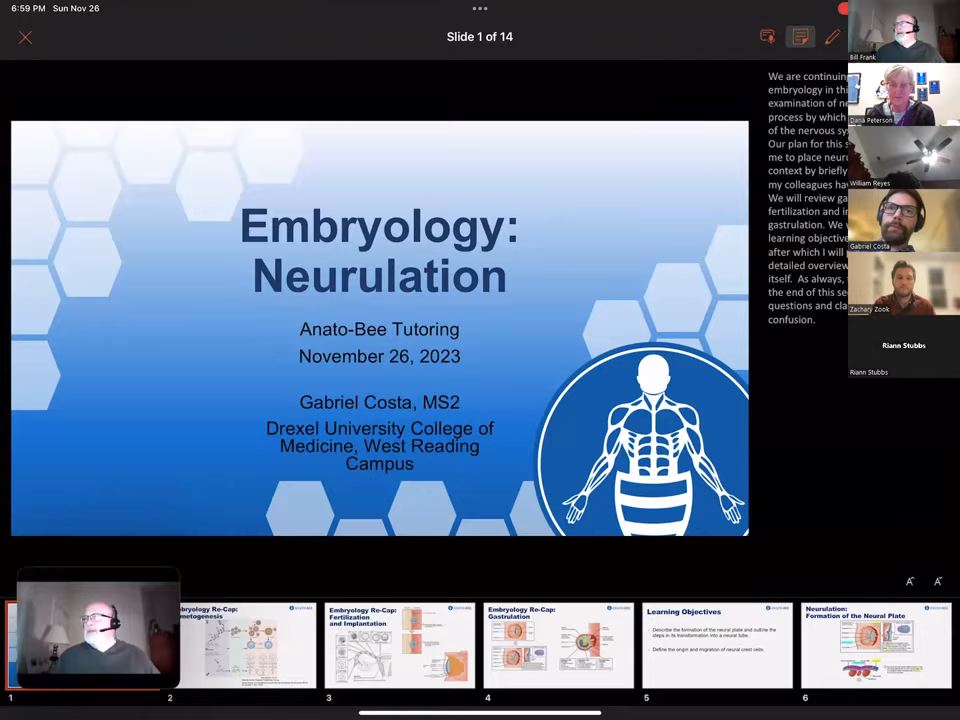 6:59 PM Sun Nov 26
Slide 1 of 14
Embryology:
Neurulation
Anato-Bee Tutoring
November 26, 2023
Gabriel Costa, MS2
Drexel University College of
Medicine, West Reading
Campus
We are continuing
embryology in thi
examination of n
process by which
of the nervous sy
Our plan for this s
me to place neur
context by briefly
my colleagues ha
We will review ga
fertilization and i
gastrulation. We
learning objective
after which I will
detailed overview
itself. As always,
the end of this se
questions and cla
confusion.
Bill Frank
Dana Peterson
William Reyes
Gabriel Costa
Zachary Zook
Riann Stubbs
Riann Stubbs
bryology Re-Cap:
metogenesis
Embryology Re-Cap:
Fertilization
and Implantation
Embryology Re-Cap:
Gastrulation
Learning Objectives
- Describe the formation of the neural plate and outline the
steps in its transformation into a neural tube.
- Define the origin and migration of neural crest cells.
Neurulation:
Formation of the Neural Plate
1
2
3
4
5
6